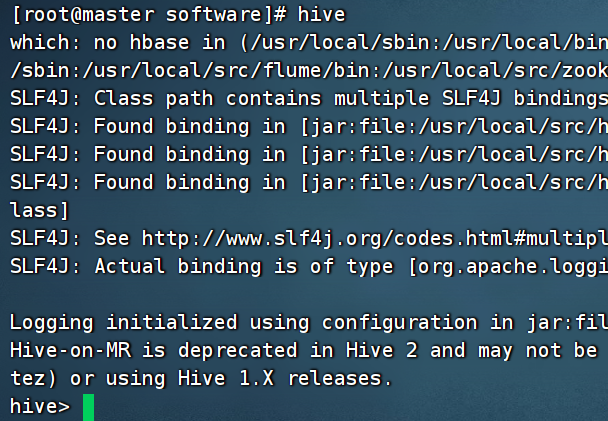 [root@master software]# hive
which: no hbase in (/usr/local/sbin:/usr/local/bin
/sbin:/usr/local/src/flume/bin:/usr/local/src/zook
SLF4J: Class path contains multiple SLF4J bindings
SLF4J: Found binding in [jar:file:/usr/local/src/h
SLF4J: Found binding in [jar:file:/usr/local/src/h
SLF4J: Found binding in [jar:file:/usr/local/src/h
lass]
SLF4J: See http://www.slf4j.org/codes.html#multipl
SLF4J: Actual binding is of type [org.apache.loggi
Logging initialized using configuration in jar:fil
Hive-on-MR is deprecated in Hive 2 and may not be
tez) or using Hive 1.X releases.
hive>